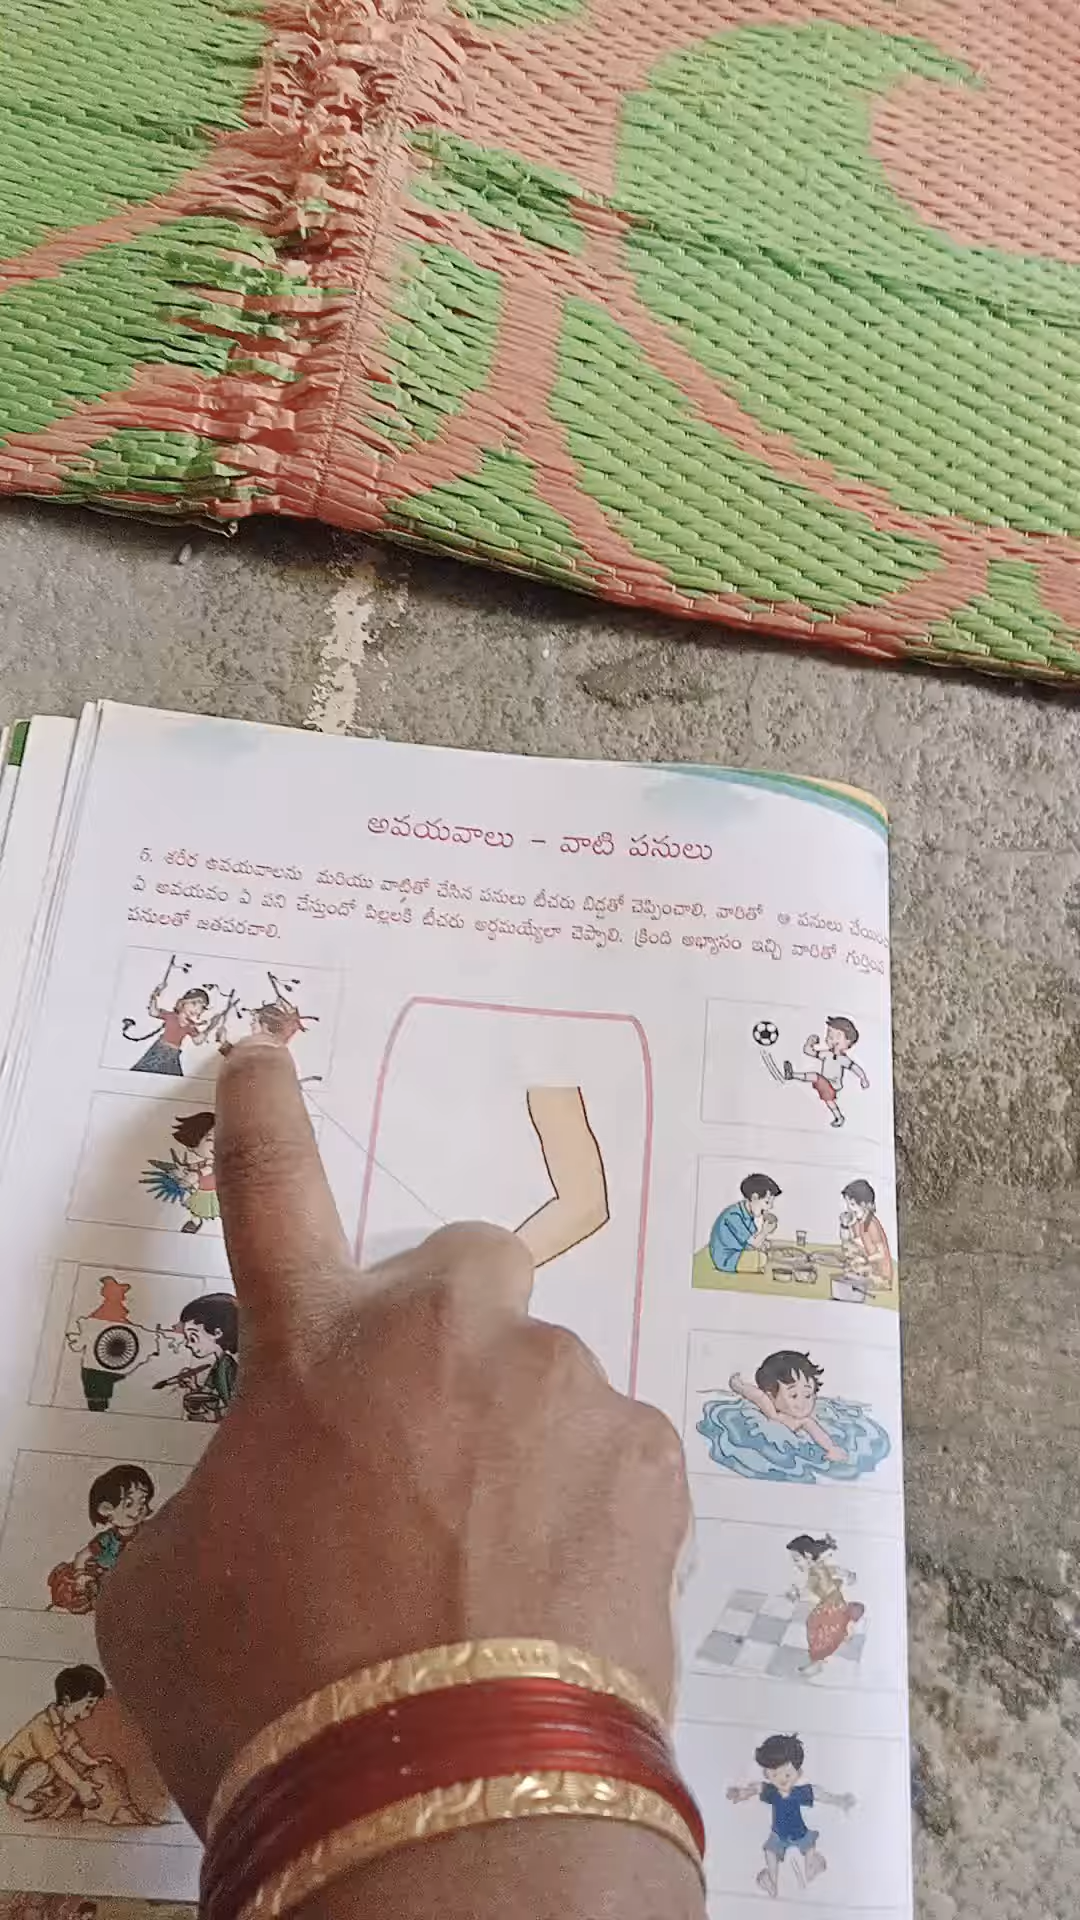 అవయవాలు - వాటి పనులు
5. శరీర అవయవాలను మరియు వాటితో చేసిన పనులు టీచరు బిడ్డతో చెప్పించాలి. వారితో ఆ పనులు
ఏ అవయవం ఏ పని చేస్తుందో పిల్లలకి టీచరు అర్థమయ్యేలా చెప్పాలి. క్రింది అభ్యాసం ఇచ్చి వారితో
పనులతో జతపరచాలి.